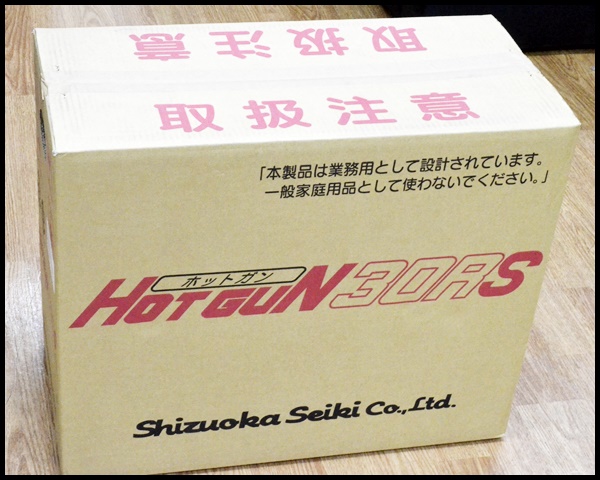 取扱注意
取扱注意
「本製品は業務用として設計されています。
一般家庭用品として使わないでください。」
ホットガン
HOTGUN 30RS
Shizuoka Seiki Co.,Ltd.